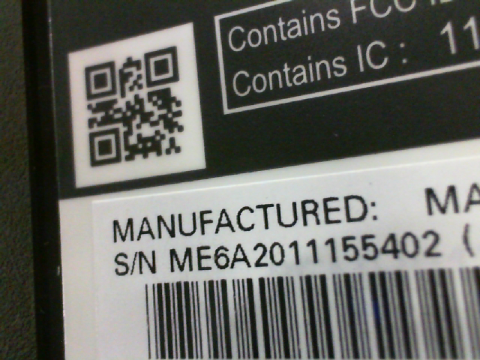 Contains FCC
Contains IC : 11
MANUFACTURED: MA
S/N ME6A2011155402 (